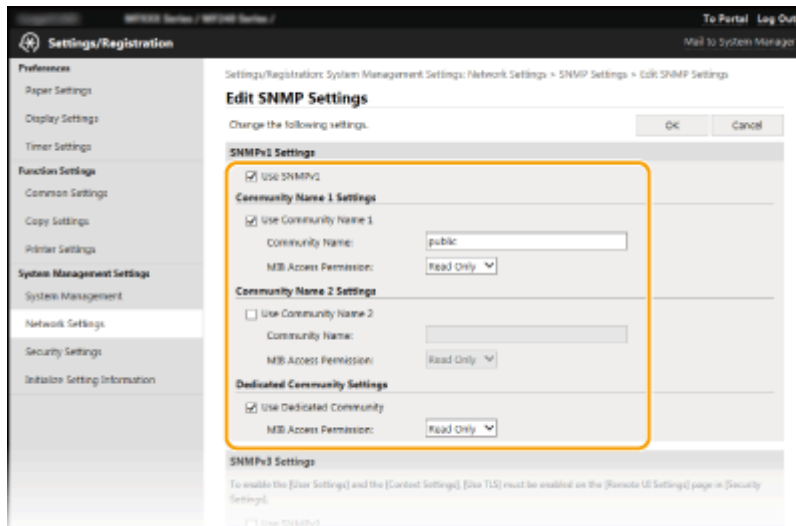 To Portal Log Out
Settings/Registration
Mail to System Manager
Preferences
Paper Settings
Display Settings
Timer Settings
Function Settings
Common Settings
Copy Settings
Printer Settings
System Management Settings
System Management
Network Settings
Security Settings
Initialize Setting Information
Settings/Registration: System Management Settings: Network Settings > SNMP Settings > Edit SNMP Settings
Edit SNMP Settings
Change the following settings.
OK
Cancel
SNMPv1 Settings
Use SNMPv1
Community Name 1 Settings
Use Community Name 1
Community Name:
public
MIB Access Permission:
Read Only
Community Name 2 Settings
Use Community Name 2
Community Name:
MIB Access Permission:
Read Only
Dedicated Community Settings
Use Dedicated Community
MIB Access Permission:
Read Only
SNMPv3 Settings
To enable the [User Settings] and the [Context Settings], [Use TLS] must be enabled on the [Remote UI Settings] page in [Security
Settings].
Use SNMPv3